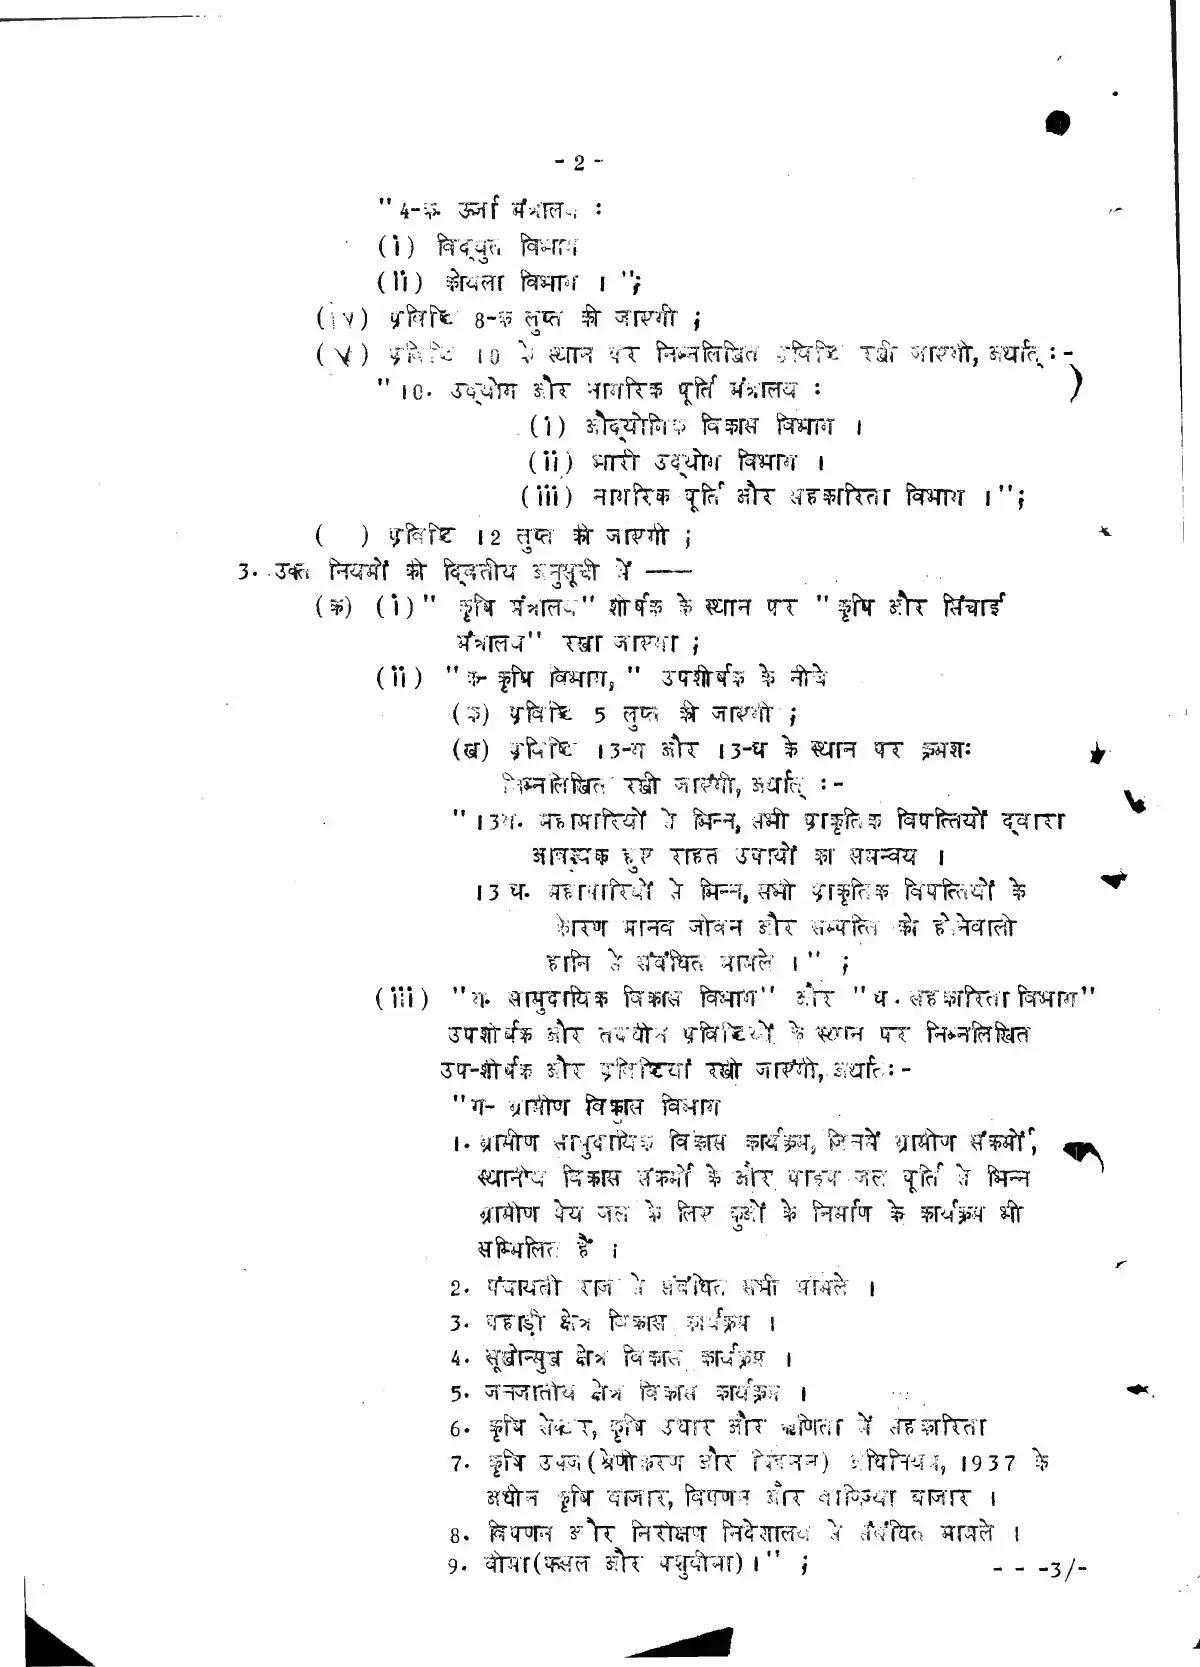 - 2 -
"4-क ऊर्जा मंत्रालय :
(i) विद्युत विभाग
(ii) कोयला विभाग । ";
(iv) प्रविष्टि 8-क लुप्त की जाएगी ;
(v) प्रविष्टि 10 के स्थान पर निम्नलिखित प्रविष्टि रखी जाएगी, अर्थात् :-
"10. उद्योग और नागरिक पूर्ति मंत्रालय :
(i) औद्योगिक विकास विभाग ।
(ii) भारी उद्योग विभाग ।
(iii) नागरिक पूर्ति और सहकारिता विभाग ।";
( ) प्रविष्टि 12 लुप्त की जाएगी ;
3. उक्त नियमों की द्वितीय अनुसूची में ——
(क) (i)" कृषि मंत्रालय" शीर्षक के स्थान पर "कृषि और सिंचाई
मंत्रालय" रखा जाएगा ;
(ii) "क- कृषि विभाग, " उपशीर्षक के नीचे
(क) प्रविष्टि 5 लुप्त की जाएगी ;
(ख) प्रविष्टि 13-ग और 13-घ के स्थान पर क्रमशः
निम्नलिखित रखी जाएंगी, अर्थात् :-
"13ग. महामारियों से भिन्न, सभी प्राकृतिक विपत्तियों द्वारा
आवश्यक हुए राहत उपायों का समन्वय ।
13 घ. महामारियों से भिन्न, सभी प्राकृतिक विपत्तियों के
कारण मानव जीवन और सम्पत्ति को होनेवाली
हानि से संबंधित मामले ।" ;
(iii) "ग. सामुदायिक विकास विभाग" और "घ. सहकारिता विभाग"
उपशीर्षक और तदधीन प्रविष्टियों के स्थान पर निम्नलिखित
उप-शीर्षक और प्रविष्टियां रखी जाएंगी, अर्थात:-
"ग- ग्रामीण विकास विभाग
1. ग्रामीण सामुदायिक विकास कार्यक्रम, जिनमें ग्रामीण संकर्मों,
स्थानीय विकास संकर्मों के और पाइप जल पूर्ति से भिन्न
ग्रामीण पेय जल के लिए कुओं के निर्माण के कार्यक्रम भी
सम्मिलित हैं ।
2. पंचायती राज से संबंधित सभी मामले ।
3. पहाड़ी क्षेत्र विकास कार्यक्रम ।
4. सूखोन्मुख क्षेत्र विकास कार्यक्रम ।
5. जनजातीय क्षेत्र विकास कार्यक्रम ।
6. कृषि सेक्टर, कृषि उधार और ऋणिता में सहकारिता
7. कृषि उपज(श्रेणीकरण और चिह्नन) अधिनियम, 1937 के
अधीन कृषि बाजार, विपणन और बाजार ।
8. विपणन और निरीक्षण निदेशालय से संबंधित मामले ।
9. बीमा(फसल और पशुबीमा)।" ;
- - -3/-